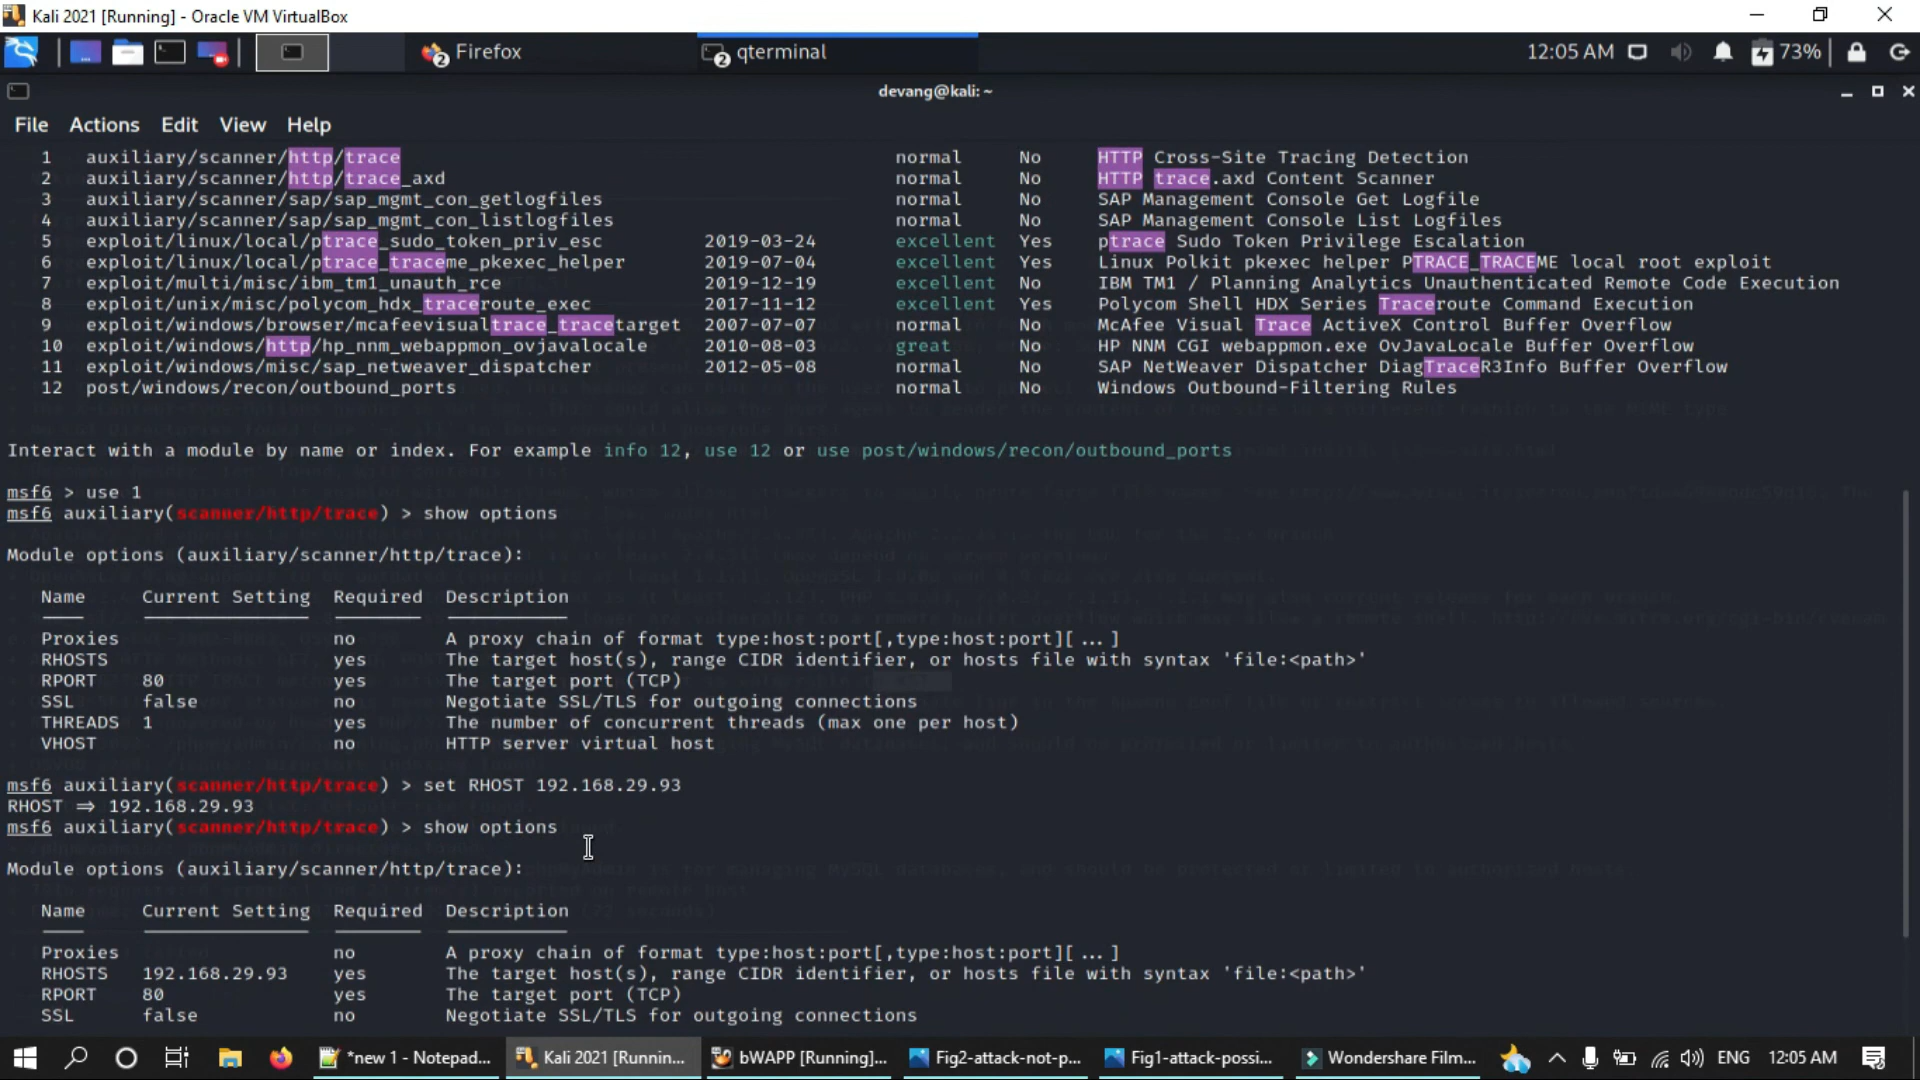 Kali 2021 [Running] - Oracle VM VirtualBox
2 Firefox 2 qterminal 12:05 AM 73%
devang@kali: ~
File Actions Edit View Help
1 auxiliary/scanner/http/trace normal No HTTP Cross-Site Tracing Detection
2 auxiliary/scanner/http/trace_axd normal No HTTP trace.axd Content Scanner
3 auxiliary/scanner/sap/sap_mgmt_con_getlogfiles normal No SAP Management Console Get Logfile
4 auxiliary/scanner/sap/sap_mgmt_con_listlogfiles normal No SAP Management Console List Logfiles
5 exploit/linux/local/ptrace_sudo_token_priv_esc 2019-03-24 excellent Yes ptrace Sudo Token Privilege Escalation
6 exploit/linux/local/ptrace_traceme_pkexec_helper 2019-07-04 excellent Yes Linux Polkit pkexec helper PTRACE_TRACEME local root exploit
7 exploit/multi/misc/ibm_tm1_unauth_rce 2019-12-19 excellent No IBM TM1 / Planning Analytics Unauthenticated Remote Code Execution
8 exploit/unix/misc/polycom_hdx_traceroute_exec 2017-11-12 excellent Yes Polycom Shell HDX Series Traceroute Command Execution
9 exploit/windows/browser/mcafeevisualtrace_tracetarget 2007-07-07 normal No McAfee Visual Trace ActiveX Control Buffer Overflow
10 exploit/windows/http/hp_nnm_webappmon_ovjavalocale 2010-08-03 great No HP NNM CGI webappmon.exe OvJavaLocale Buffer Overflow
11 exploit/windows/misc/sap_netweaver_dispatcher 2012-05-08 normal No SAP NetWeaver Dispatcher DiagTraceR3Info Buffer Overflow
12 post/windows/recon/outbound_ports normal No Windows Outbound-Filtering Rules
Interact with a module by name or index. For example info 12, use 12 or use post/windows/recon/outbound_ports
msf6 > use 1
msf6 auxiliary(scanner/http/trace) > show options
Module options (auxiliary/scanner/http/trace):
Name Current Setting Required Description
Proxies no A proxy chain of format type:host:port[,type:host:port][...]
RHOSTS yes The target host(s), range CIDR identifier, or hosts file with syntax 'file:<path>'
RPORT 80 yes The target port (TCP)
SSL false no Negotiate SSL/TLS for outgoing connections
THREADS 1 yes The number of concurrent threads (max one per host)
VHOST no HTTP server virtual host
msf6 auxiliary(scanner/http/trace) > set RHOST 192.168.29.93
RHOST ⇒ 192.168.29.93
msf6 auxiliary(scanner/http/trace) > show options
Module options (auxiliary/scanner/http/trace):
Name Current Setting Required Description
Proxies no A proxy chain of format type:host:port[,type:host:port][...]
RHOSTS 192.168.29.93 yes The target host(s), range CIDR identifier, or hosts file with syntax 'file:<path>'
RPORT 80 yes The target port (TCP)
SSL false no Negotiate SSL/TLS for outgoing connections
*new 1 - Notepad... Kali 2021 [Runnin... bWAPP [Running]... Fig2-attack-not-p... Fig1-attack-possi... Wondershare Film... ENG 12:05 AM